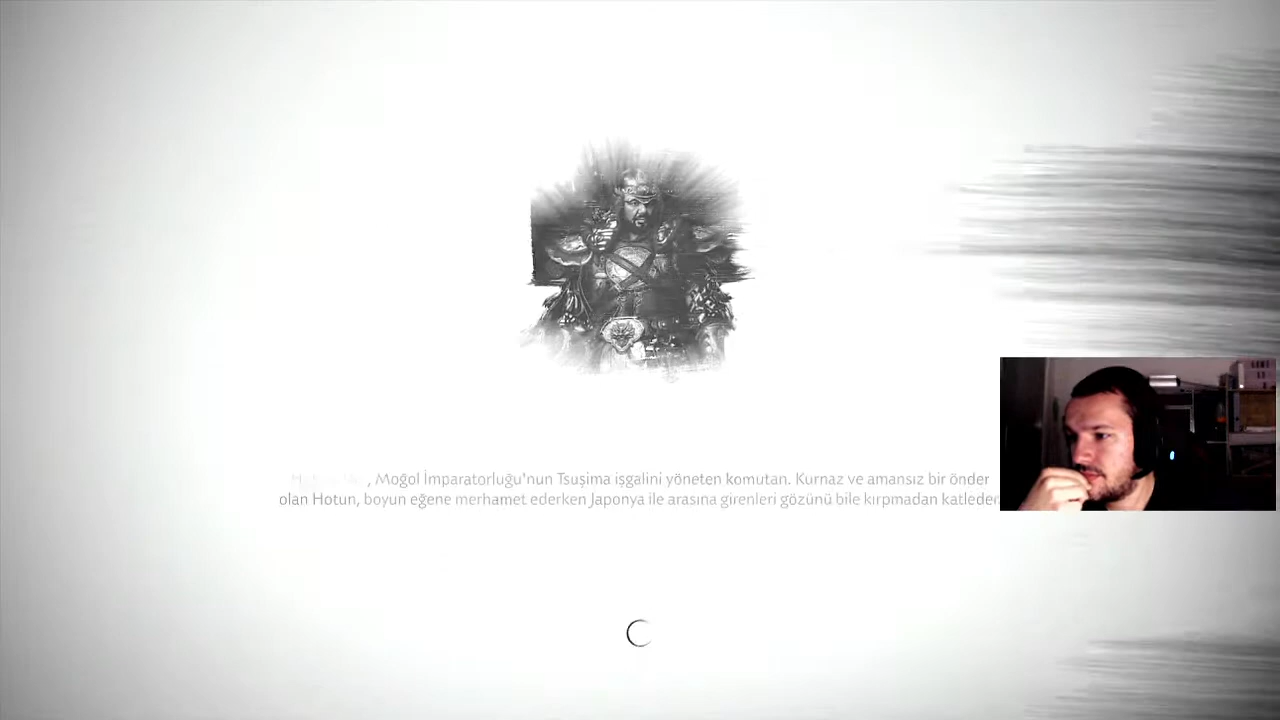 , Moğol İmparatorluğu'nun Tsuşima işgalini yöneten komutan. Kurnaz ve amansız bir önder
olan Hotun, boyun eğene merhamet ederken Japonya ile arasına girenleri gözünü bile kırpmadan katleder